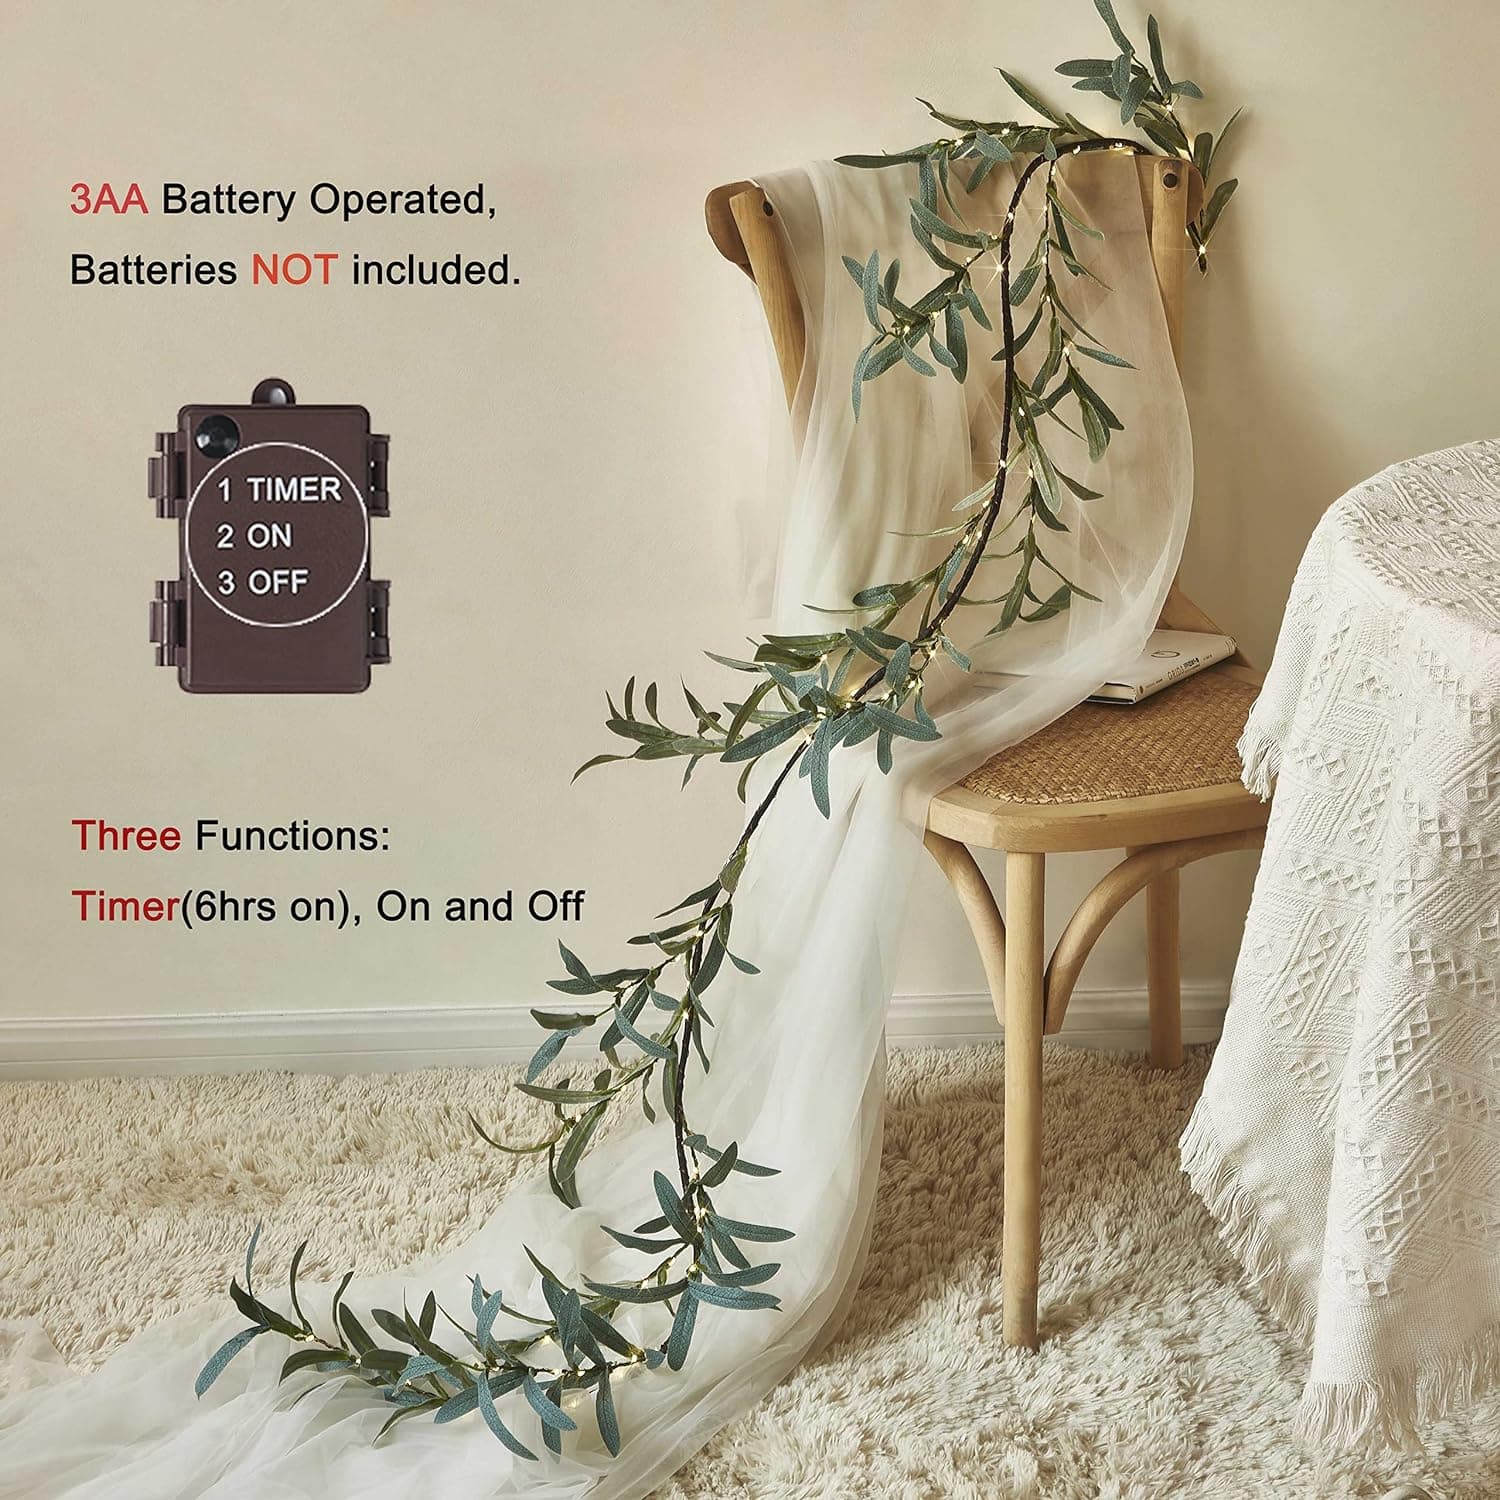 3AA Battery Operated,
Batteries NOT included.
1 TIMER
2 ON
3 OFF
Three Functions:
Timer(6hrs on), On and Off